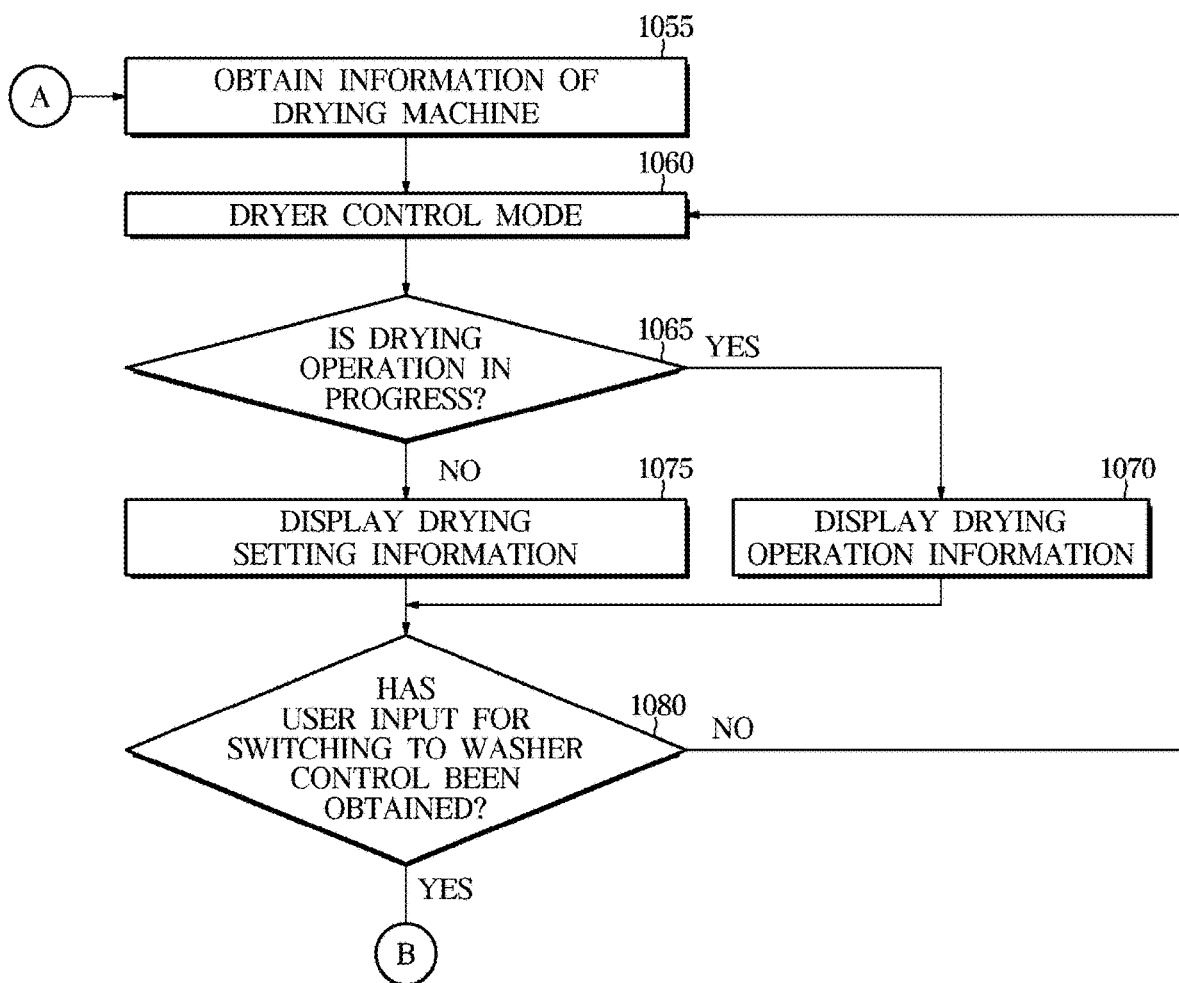 1055
A
OBTAIN INFORMATION OF
DRYING MACHINE
1060
DRYER CONTROL MODE
IS DRYING
OPERATION IN
PROGRESS?
1065
YES
NO
1075
DISPLAY DRYING
SETTING INFORMATION
1070
DISPLAY DRYING
OPERATION INFORMATION
HAS
USER INPUT FOR
SWITCHING TO WASHER
CONTROL BEEN
OBTAINED?
1080
NO
YES
B